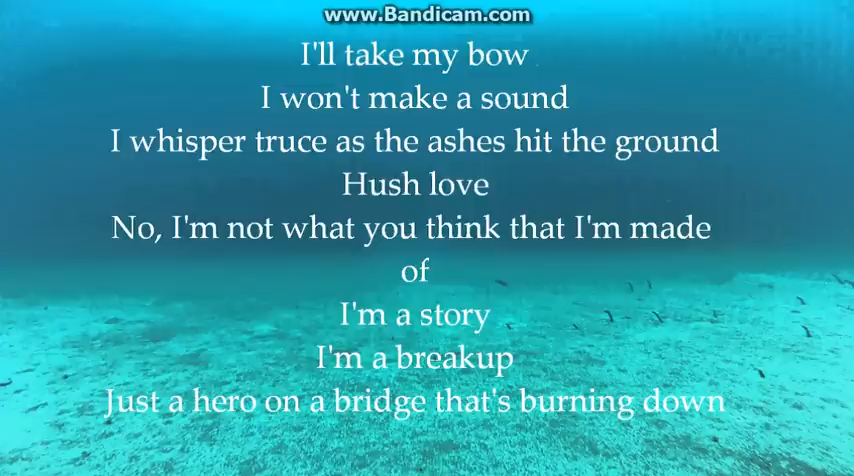 www.Bandicam.com
I'll take my bow
I won't make a sound
I whisper truce as the ashes hit the ground
Hush love
No, I'm not what you think that I'm made
of
I'm a story
I'm a breakup
Just a hero on a bridge that's burning down